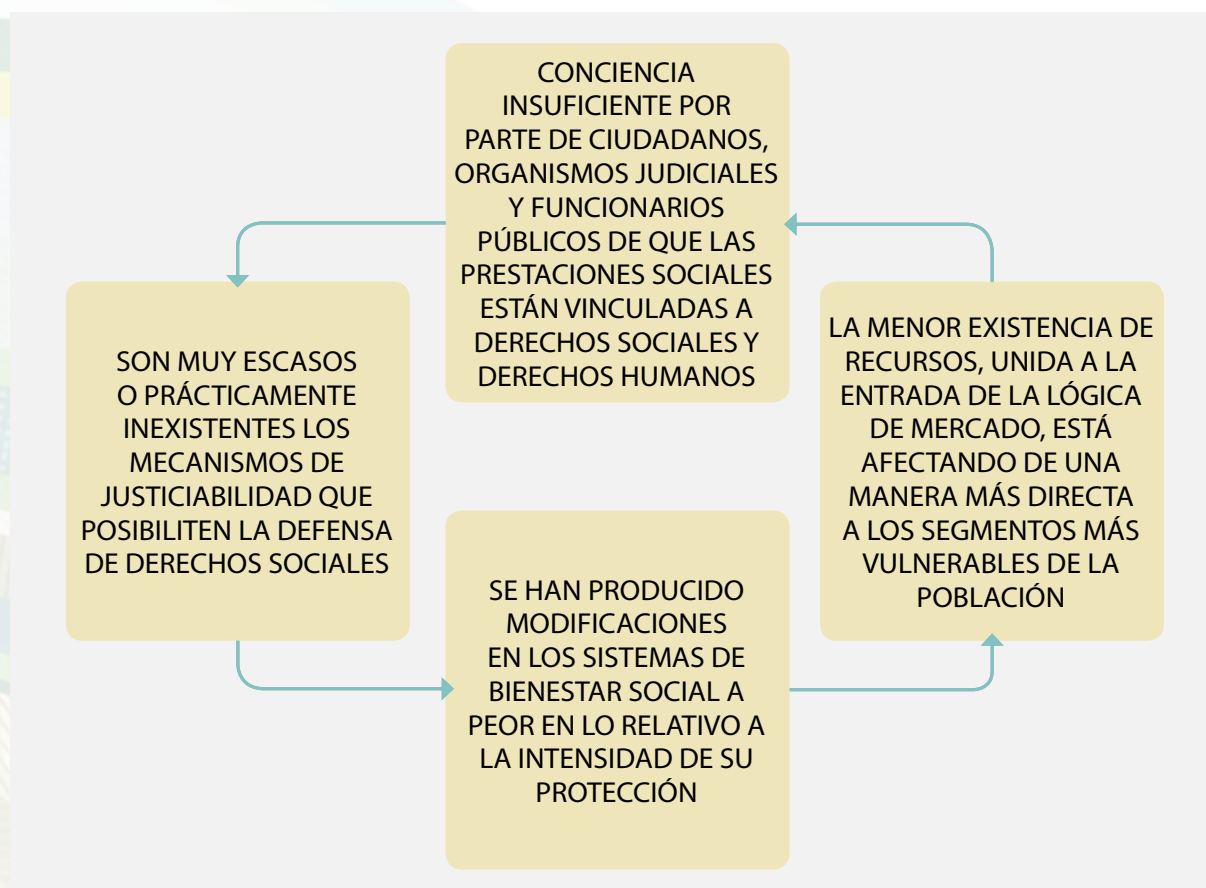 CONCIENCIA
INSUFICIENTE POR
PARTE DE CIUDADANOS,
ORGANISMOS JUDICIALES
Y FUNCIONARIOS
PÚBLICOS DE QUE LAS
PRESTACIONES SOCIALES
ESTÁN VINCULADAS A
DERECHOS SOCIALES Y
DERECHOS HUMANOS
SON MUY ESCASOS
O PRÁCTICAMENTE
INEXISTENTES LOS
MECANISMOS DE
JUSTICIABILIDAD QUE
POSIBILITEN LA DEFENSA
DE DERECHOS SOCIALES
SE HAN PRODUCIDO
MODIFICACIONES
EN LOS SISTEMAS DE
BIENESTAR SOCIAL A
PEOR EN LO RELATIVO A
LA INTENSIDAD DE SU
PROTECCIÓN
LA MENOR EXISTENCIA DE
RECURSOS, UNIDA A LA
ENTRADA DE LA LÓGICA
DE MERCADO, ESTÁ
AFECTANDO DE UNA
MANERA MÁS DIRECTA
A LOS SEGMENTOS MÁS
VULNERABLES DE LA
POBLACIÓN